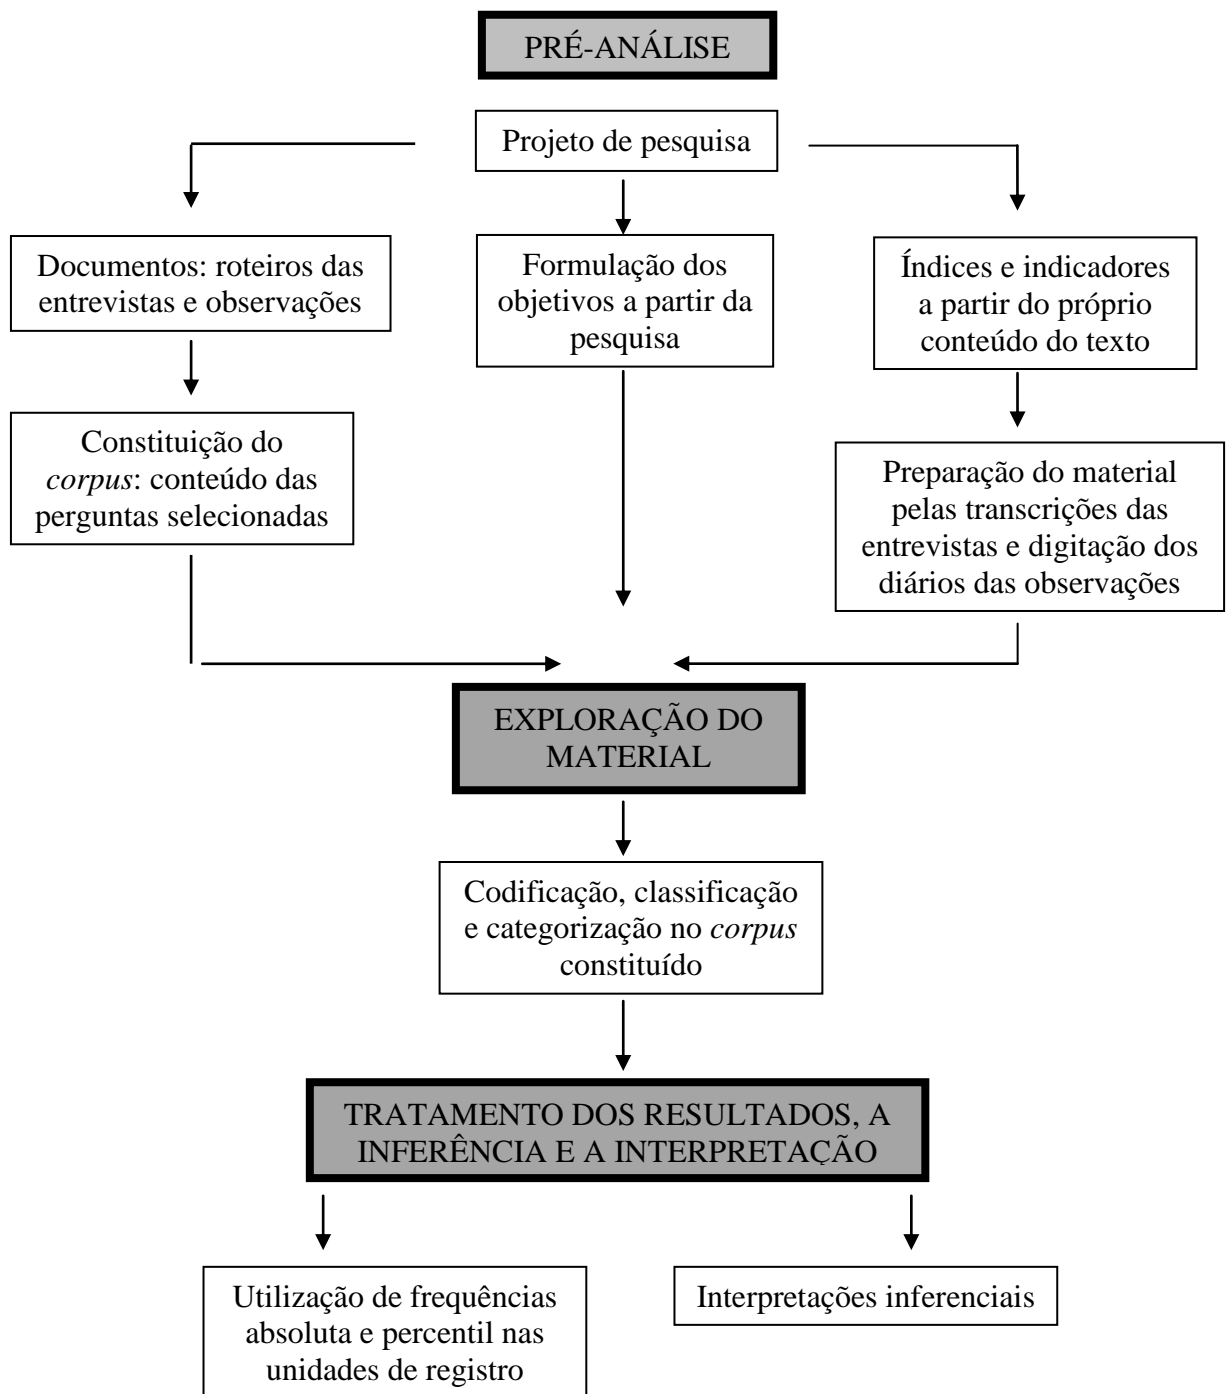 PRÉ-ANÁLISE
Projeto de pesquisa
Documentos: roteiros das
entrevistas e observações
Formulação dos
objetivos a partir da
pesquisa
Índices e indicadores
a partir do próprio
conteúdo do texto
Constituição do
corpus: conteúdo das
perguntas selecionadas
Preparação do material
pelas transcrições das
entrevistas e digitação dos
diários das observações
EXPLORAÇÃO DO
MATERIAL
Codificação, classificação
e categorização no corpus
constituído
TRATAMENTO DOS RESULTADOS, A
INFERÊNCIA E A INTERPRETAÇÃO
Utilização de frequências
absoluta e percentil nas
unidades de registro
Interpretações inferenciais